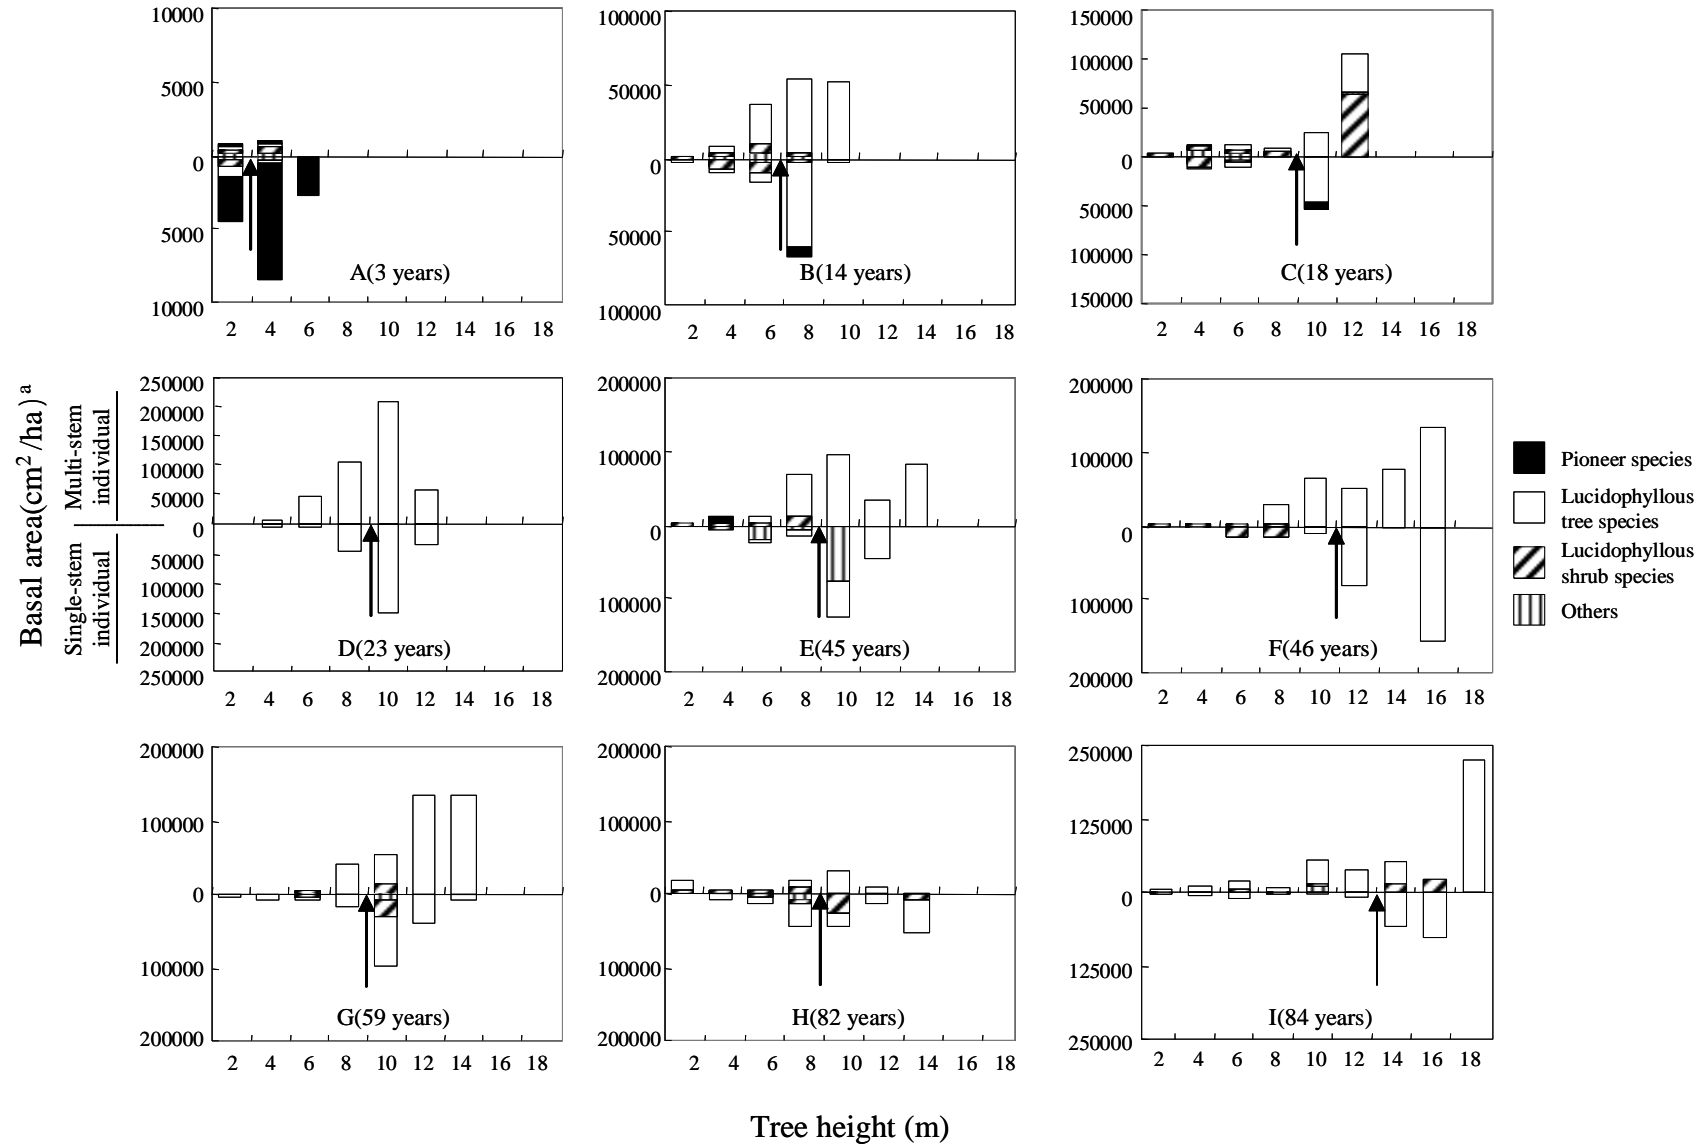 10000
5000
0
5000
10000
A(3 years)
2 4 6 8 10 12 14 16 18
100000
50000
0
50000
100000
B(14 years)
2 4 6 8 10 12 14 16 18
150000
100000
50000
0
50000
100000
150000
C(18 years)
2 4 6 8 10 12 14 16 18
Basal area(cm2/ha)a
Multi-stem
individual
Single-stem
individual
250000
200000
150000
100000
50000
0
50000
100000
150000
200000
250000
D(23 years)
2 4 6 8 10 12 14 16 18
200000
100000
0
100000
200000
E(45 years)
2 4 6 8 10 12 14 16 18
200000
100000
0
100000
200000
F(46 years)
2 4 6 8 10 12 14 16 18
Pioneer species
Lucidophyllous
tree species
Lucidophyllous
shrub species
Others
200000
100000
0
100000
200000
G(59 years)
2 4 6 8 10 12 14 16 18
200000
100000
0
100000
200000
H(82 years)
2 4 6 8 10 12 14 16 18
250000
125000
0
125000
250000
I(84 years)
2 4 6 8 10 12 14 16 18
Tree height (m)